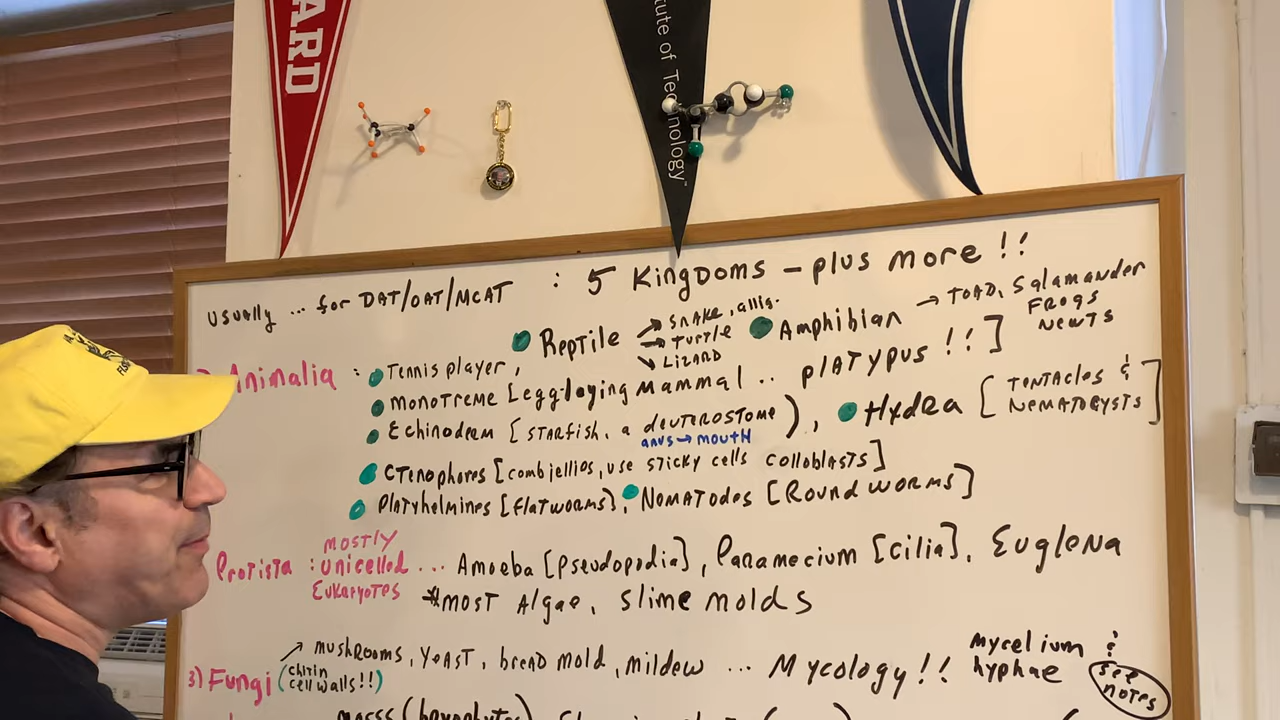 ARD
tute of Technology
Usually ... for DAT/OAT/MCAT : 5 Kingdoms - plus more !!
Reptile → Snake, allig. → Turtle → Lizard
Amphibian → Toad, Salamander Frogs Newts
Animalia : Tennis player,
Monotreme [egg-laying mammal .. platypus !!]
Echinoderm [starfish, a deuterostome),
anus → mouth
Hydra [Tentacles & Nematocysts]
Ctenophores [comb jellies, use sticky cells colloblasts]
Platyhelmines [flatworms], Nematodes [Roundworms]
Protista : mostly unicelled Eukaryotes ... Amoeba [pseudopodia], Paramecium [cilia], Euglena
*most Algae, slime molds
3) Fungi (chitin cell walls!!) → mushrooms, yeast, bread mold, mildew ... Mycology !! mycelium & hyphae
see notes